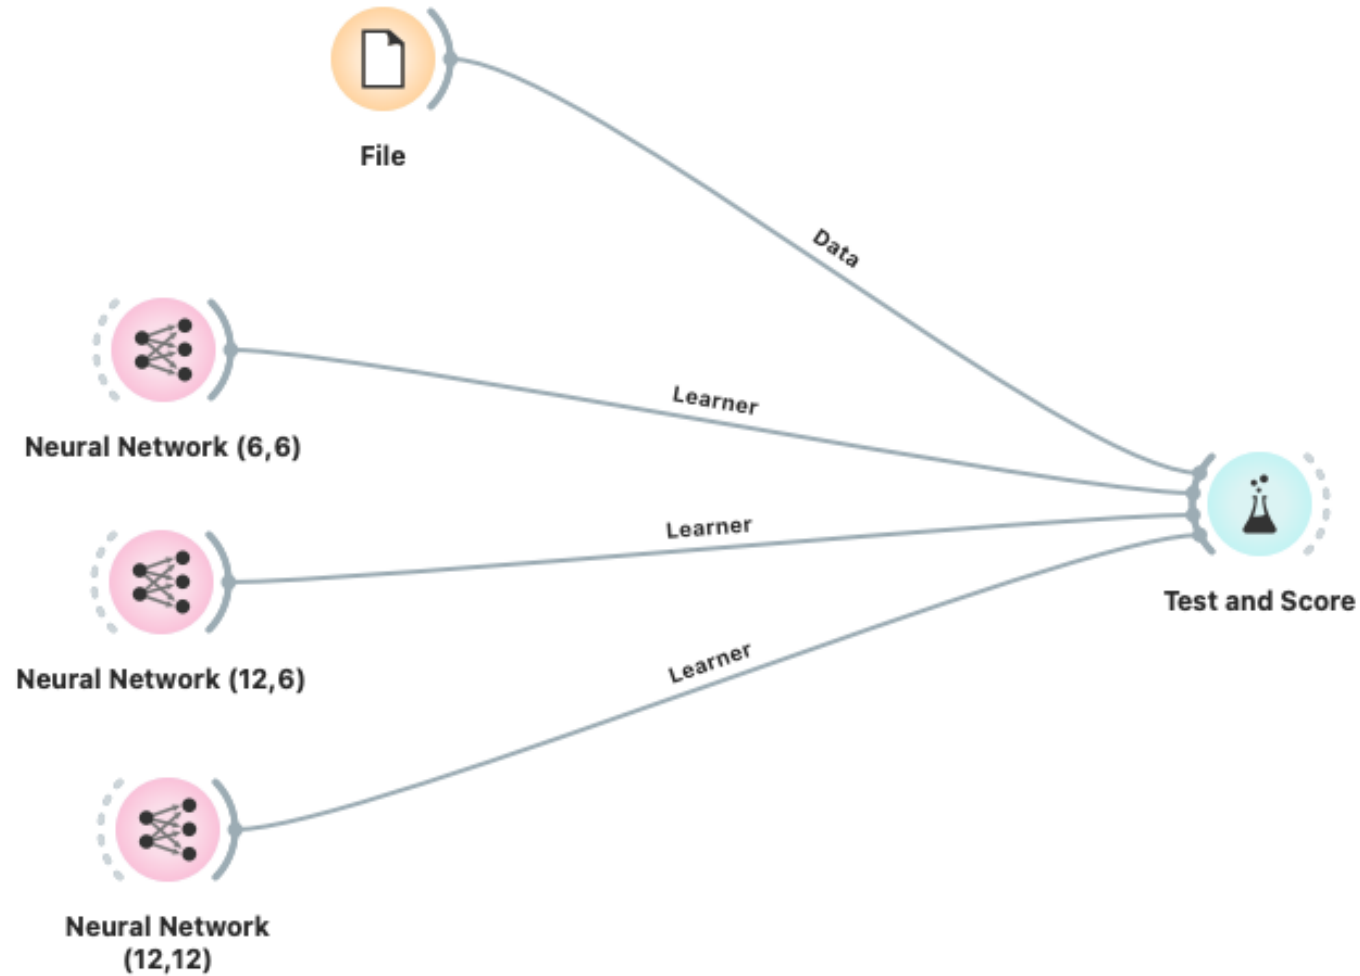 File
Data
Neural Network (6,6)
Learner
Learner
Test and Score
Neural Network (12,6)
Learner
Neural Network
(12,12)